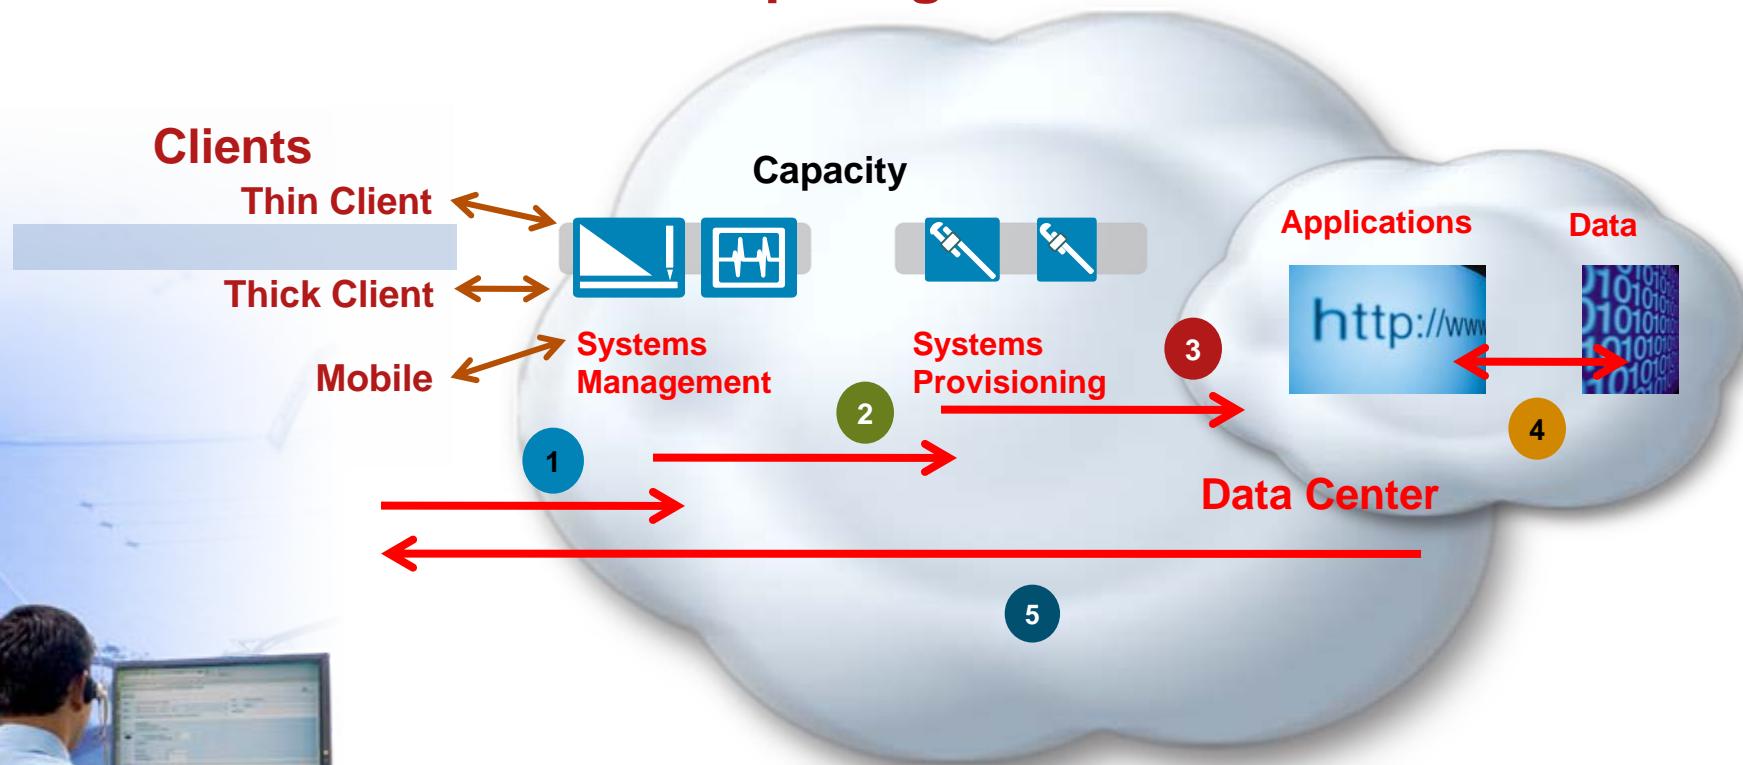 Clients
Thin Client
Thick Client
Mobile
Capacity
Systems
Management
Systems
Provisioning
Applications
Data
http://www
1
2
3
4
5
Data Center